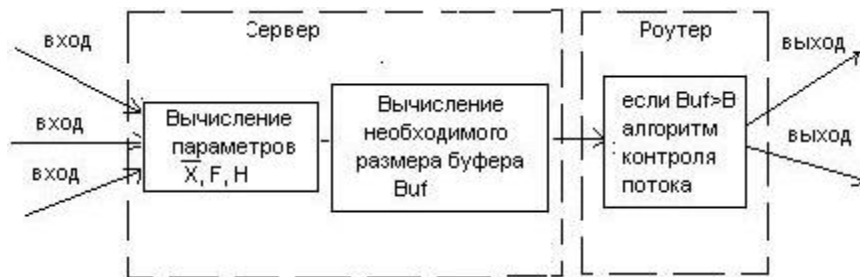 Сервер
Роутер
вход
вход
вход
Вычисление
параметров
X, F, H
Вычисление
необходимого
размера буфера
Buf
если Buf>B
алгоритм
контроля
потока
выход
выход